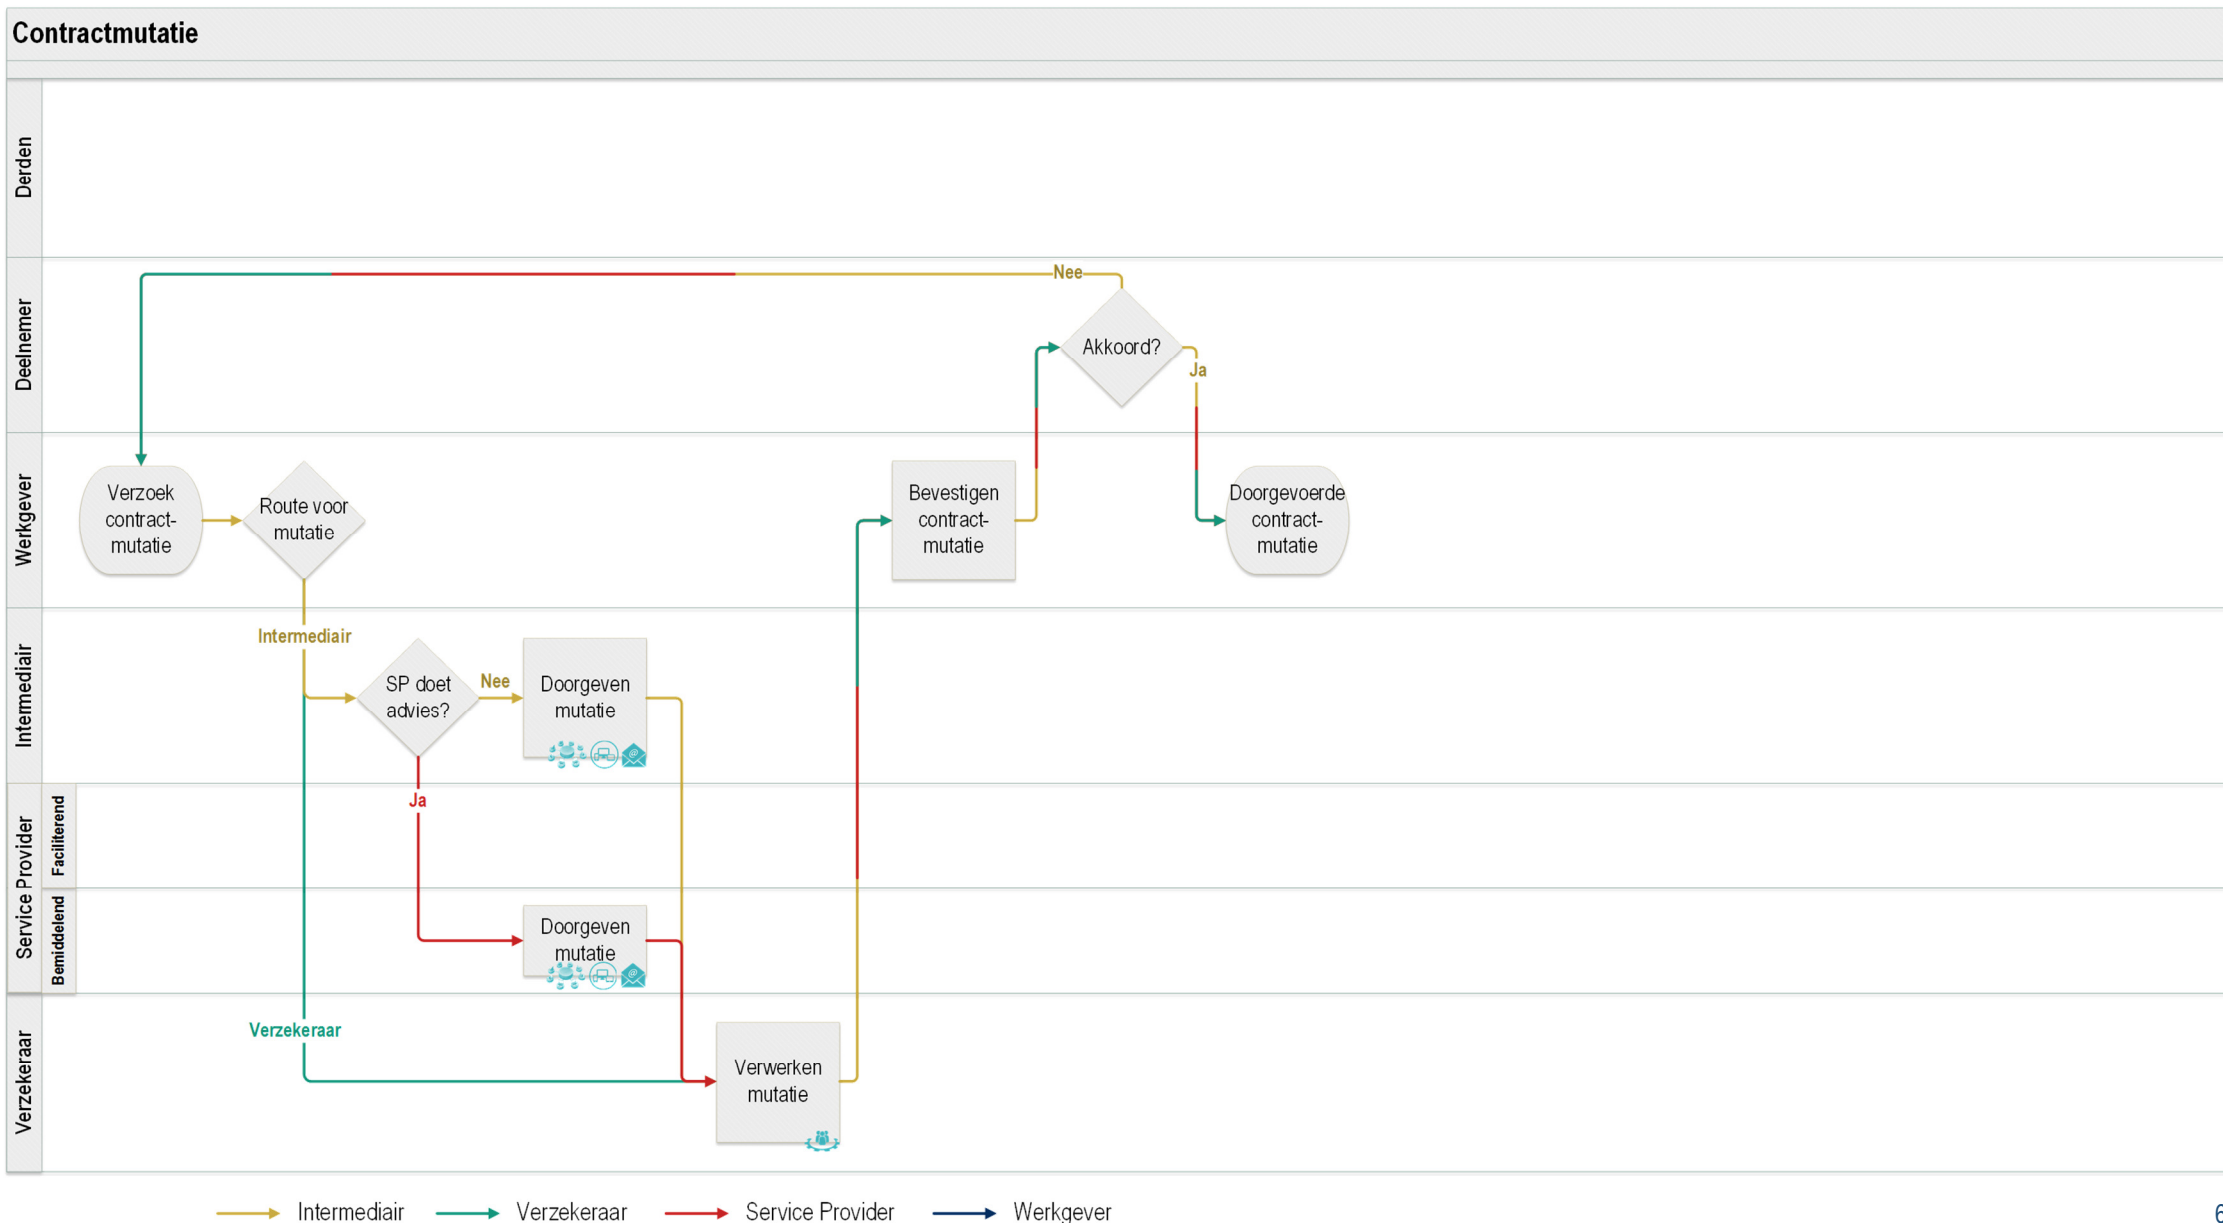 Contractmutatie
Derden
Deelnemer
Nee
Akkoord?
Ja
Werkgever
Verzoek
contract-
mutatie
Route voor
mutatie
Bevestigen
contract-
mutatie
Doorgevoerde
contract-
mutatie
Intermediair
Intermediair
SP doet
advies?
Nee
Doorgeven
mutatie
Service Provider
Faciliterend
Ja
Bemiddelend
Doorgeven
mutatie
Verzekeraar
Verzekeraar
Verwerken
mutatie
Intermediair
Verzekeraar
Service Provider
Werkgever
6